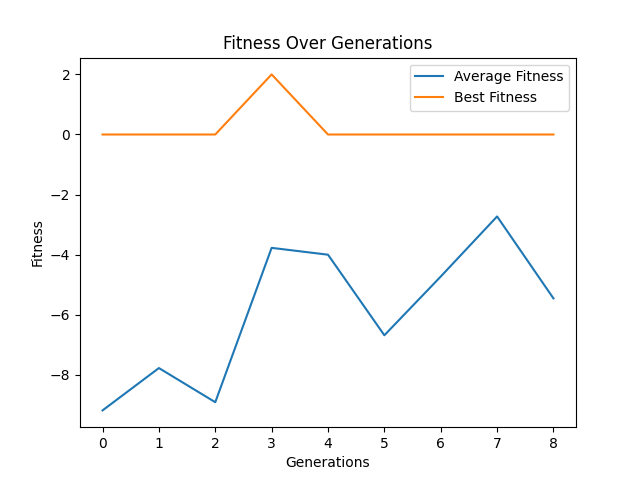 Fitness Over Generations
Average Fitness
Best Fitness
2
0
−2
−4
−6
−8
Fitness
0 1 2 3 4 5 6 7 8
Generations